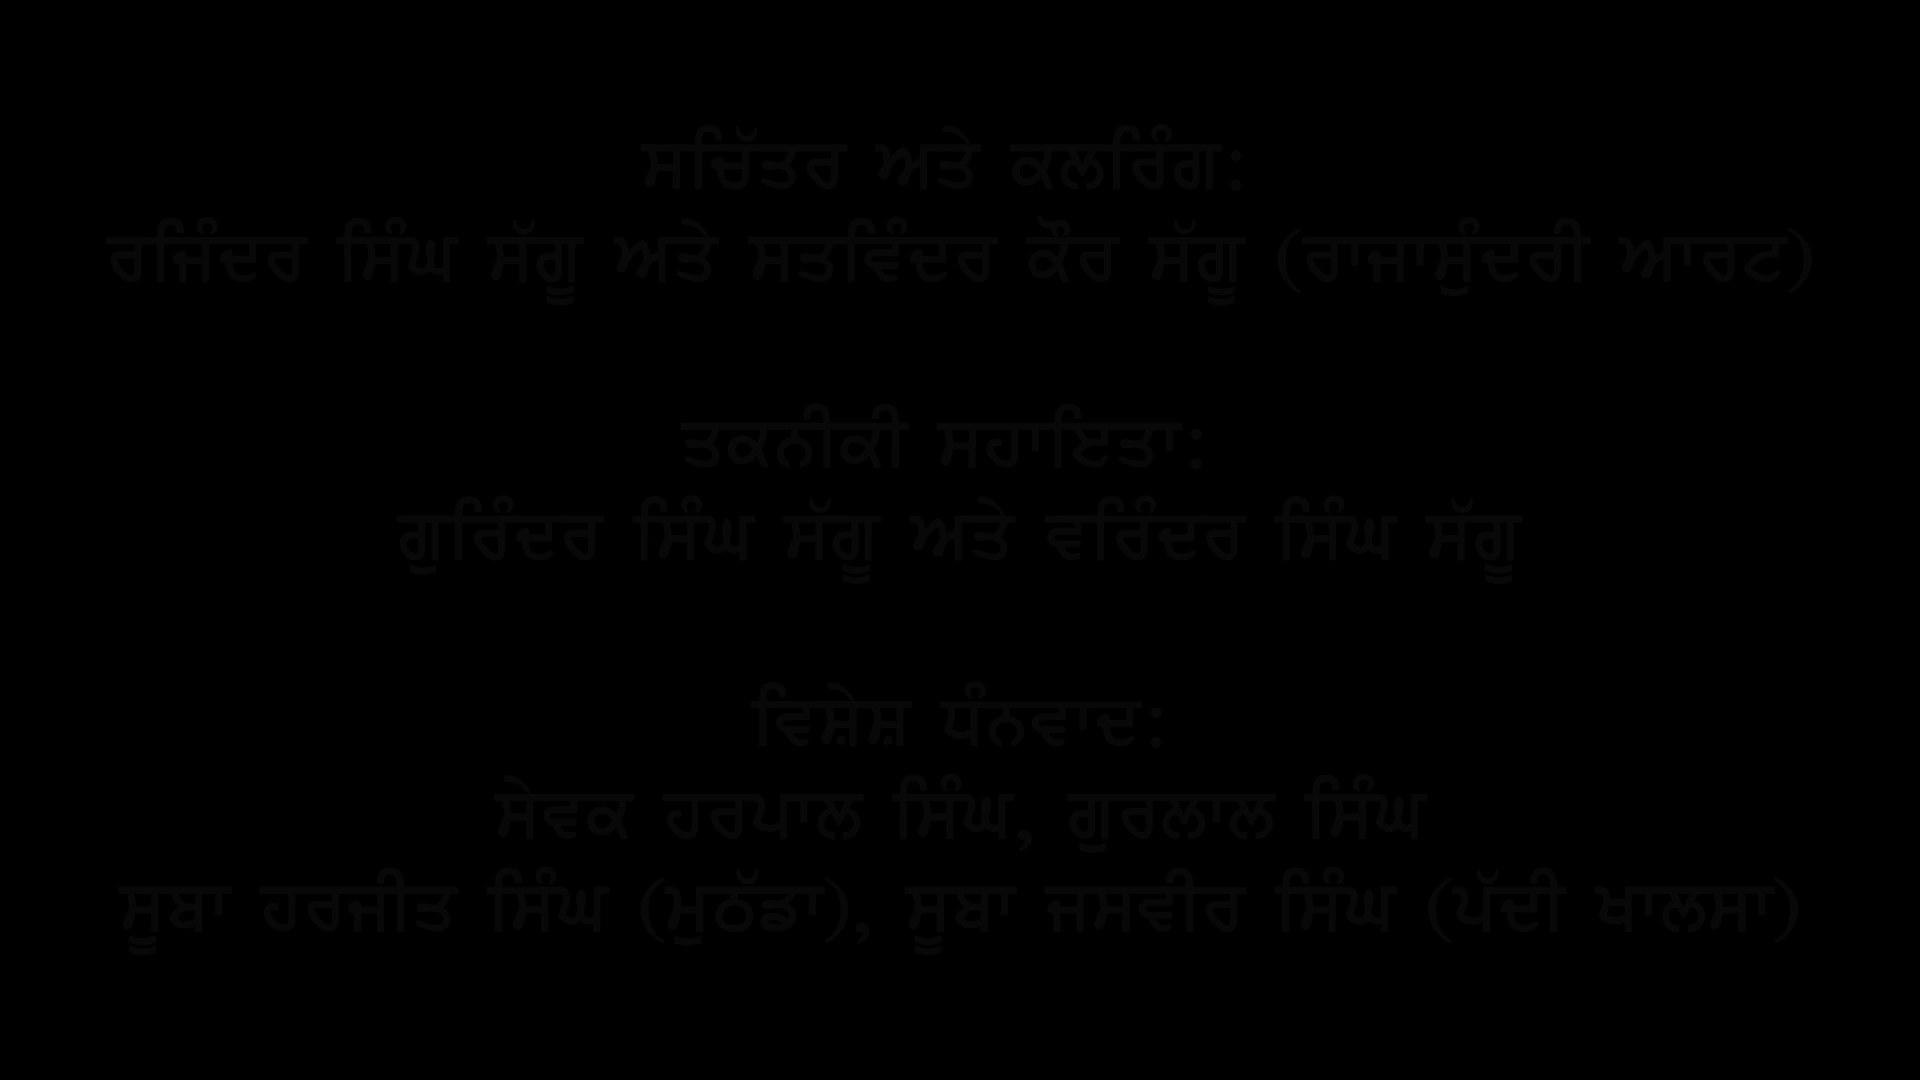 ਸਚਿੱਤਰ ਅਤੇ ਕਲਰਿੰਗ:
ਰਜਿੰਦਰ ਸਿੰਘ ਸੱਗੂ ਅਤੇ ਸਤਵਿੰਦਰ ਕੌਰ ਸੱਗੂ (ਰਾਜਾਸੁੰਦਰੀ ਆਰਟ)
ਤਕਨੀਕੀ ਸਹਾਇਤਾ:
ਗੁਰਿੰਦਰ ਸਿੰਘ ਸੱਗੂ ਅਤੇ ਵਰਿੰਦਰ ਸਿੰਘ ਸੱਗੂ
ਵਿਸ਼ੇਸ਼ ਧੰਨਵਾਦ:
ਸੇਵਕ ਹਰਪਾਲ ਸਿੰਘ, ਗੁਰਲਾਲ ਸਿੰਘ
ਸੂਬਾ ਹਰਜੀਤ ਸਿੰਘ (ਮੁਠੱਡਾ), ਸੂਬਾ ਜਸਵੀਰ ਸਿੰਘ (ਪੱਦੀ ਖਾਲਸਾ)